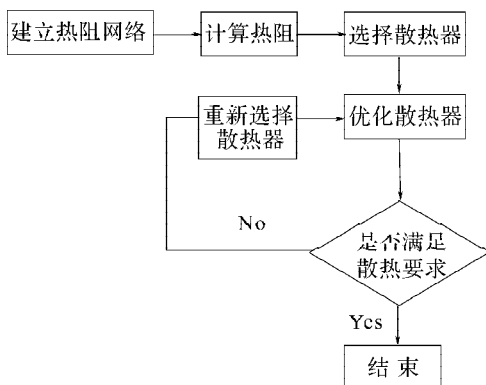 建立热阻网络
计算热阻
选择散热器
重新选择
散热器
优化散热器
No
是否满足
散热要求
Yes
结束